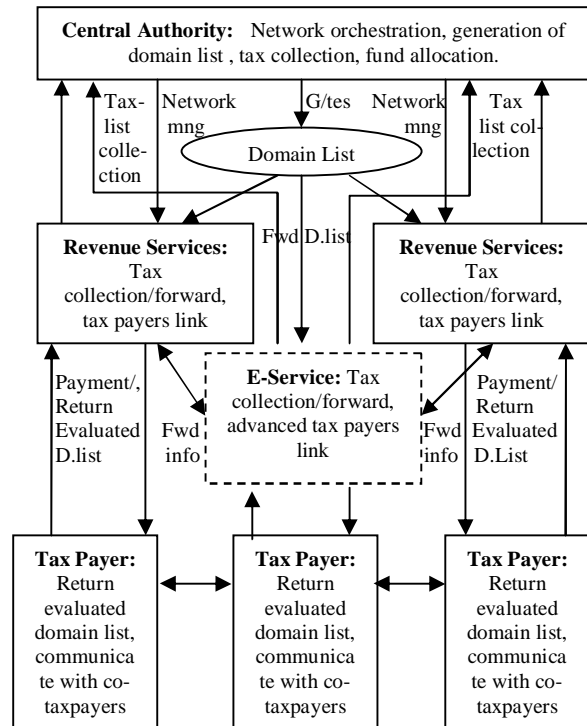 Central Authority: Network orchestration, generation of
domain list , tax collection, fund allocation.
Tax-
list
colle-
ction
Network
mng
G/tes
Network
mng
Tax
list col-
lection
Domain List
Fwd D.list
Revenue Services:
Tax
collection/forward,
tax payers link
Revenue Services:
Tax
collection/forward,
tax payers link
E-Service: Tax
collection/forward,
advanced tax payers
link
Payment/,
Return
Evaluated
D.list
Fwd
info
Fwd
info
Payment/
Return
Evaluated
D.List
Tax Payer:
Return
evaluated
domain list,
communica
te with co-
taxpayers
Tax Payer:
Return
evaluated
domain list,
communica
te with co-
taxpayers
Tax Payer:
Return
evaluated
domain list,
communica
te with co-
taxpayers